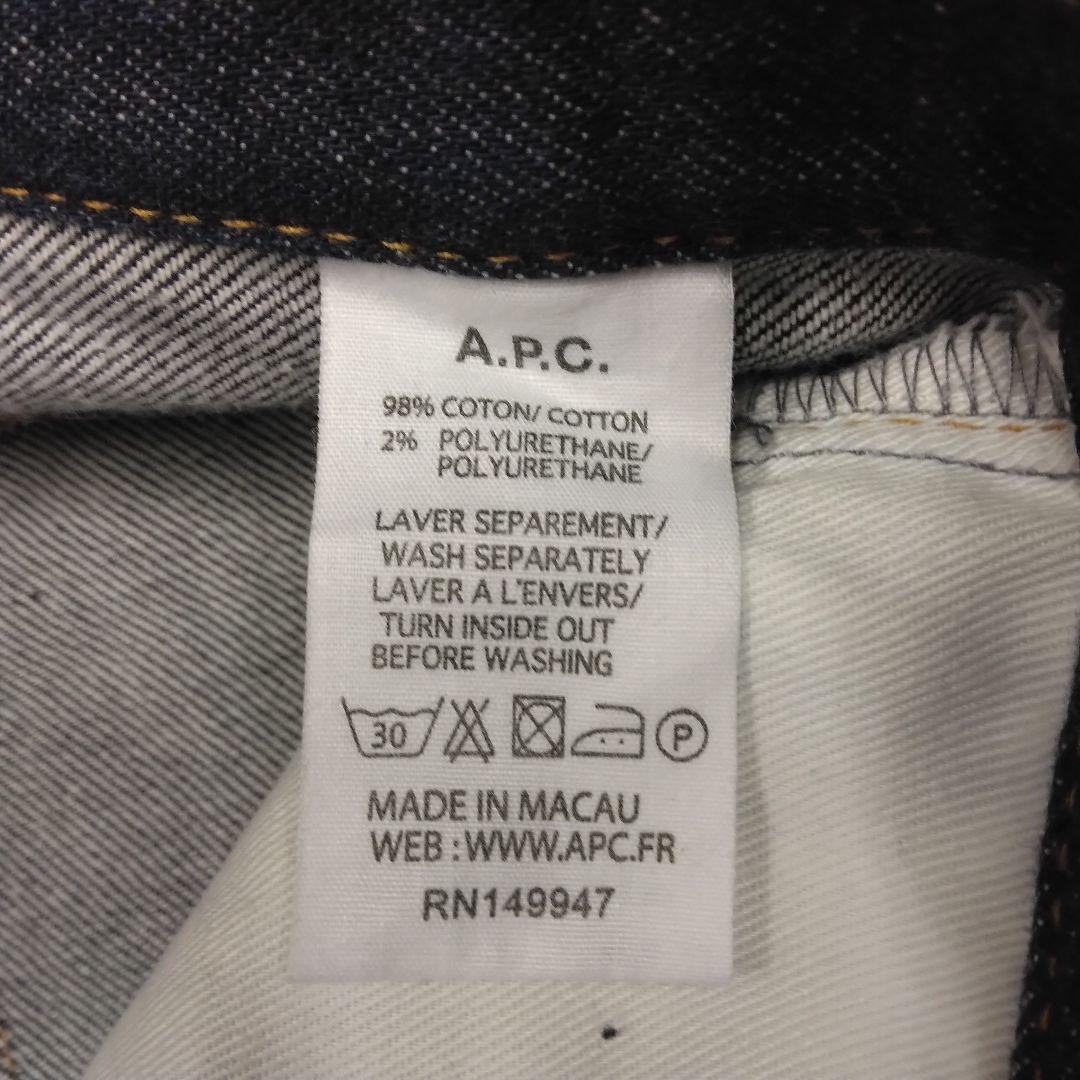 A.P.C.
98% COTON/ COTTON
2% POLYURETHANE/
POLYURETHANE
LAVER SEPAREMENT/
WASH SEPARATELY
LAVER A L'ENVERS/
TURN INSIDE OUT
BEFORE WASHING
30 P
MADE IN MACAU
WEB : WWW.APC.FR
RN149947